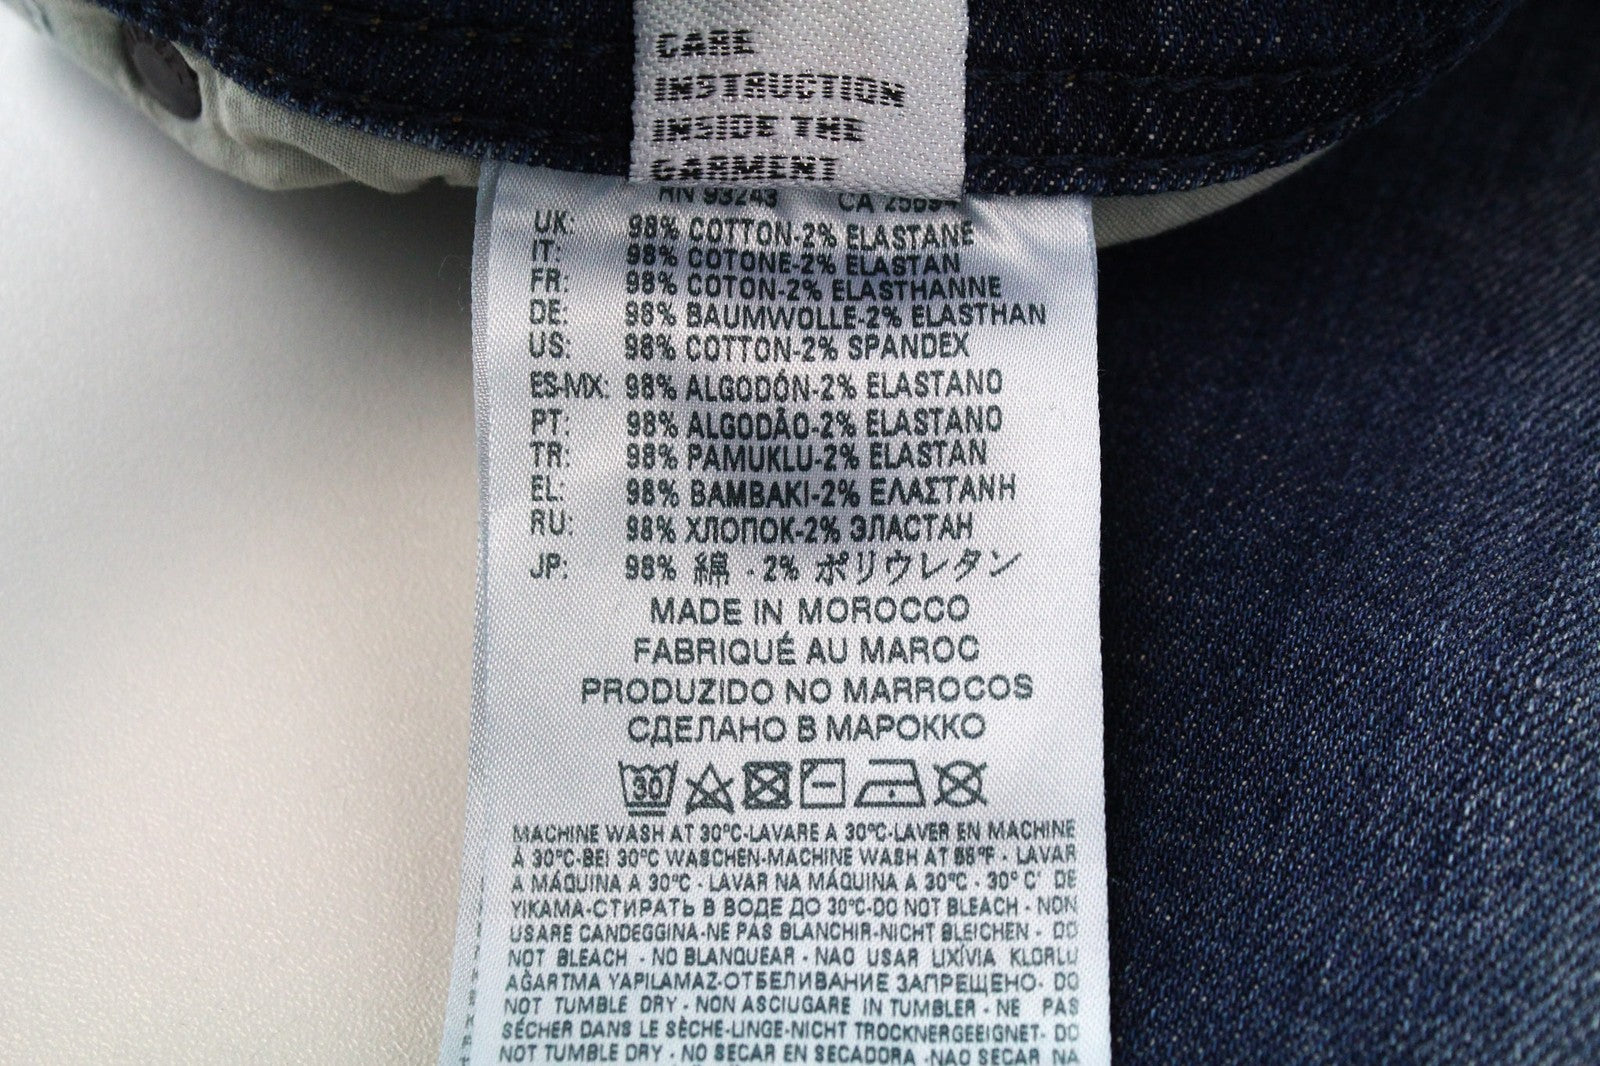 CARE
INSTRUCTION
INSIDE THE
GARMENT
RN 93243 CA 25694
UK: 98% COTTON-2% ELASTANE
IT: 98% COTONE-2% ELASTAN
FR: 98% COTON-2% ELASTHANNE
DE: 98% BAUMWOLLE-2% ELASTHAN
US: 98% COTTON-2% SPANDEX
ES-MX: 98% ALGODÓN-2% ELASTANO
PT: 98% ALGODÃO-2% ELASTANO
TR: 98% PAMUKLU-2% ELASTAN
EL: 98% ΒΑΜΒΑΚΙ-2% ΕΛΑΣΤΑΝΗ
RU: 98% ХЛОПОК-2% ЭЛАСТАН
JP: 98% 綿 · 2% ポリウレタン
MADE IN MOROCCO
FABRIQUÉ AU MAROC
PRODUZIDO NO MARROCOS
СДЕЛАНО В МАРОККО
30
MACHINE WASH AT 30°C-LAVARE A 30°C-LAVER EN MACHINE
À 30°C-BEI 30°C WASCHEN-MACHINE WASH AT 86°F - LAVAR
A MÁQUINA A 30°C - LAVAR NA MÁQUINA A 30°C - 30° C' DE
YIKAMA-СТИРАТЬ В ВОДЕ ДО 30°C-DO NOT BLEACH - NON
USARE CANDEGGINA-NE PAS BLANCHIR-NICHT BLEICHEN - DO
NOT BLEACH - NO BLANQUEAR - NAO USAR LIXÍVIA KLORLU
AĞARTMA YAPILAMAZ-ОТБЕЛИВАНИЕ ЗАПРЕЩЕНО- DO
NOT TUMBLE DRY - NON ASCIUGARE IN TUMBLER - NE PAS
SÉCHER DANS LE SÈCHE-LINGE-NICHT TROCKNERGEEIGNET- DO
NOT TUMBLE DRY - NO SECAR EN SECADORA -NAO SECAR NA